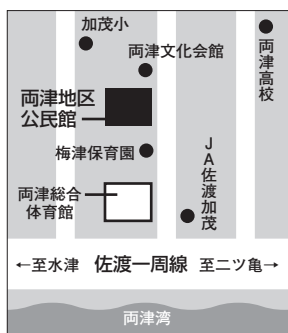 加茂小
両津文化会館
両津高校
両津地区
公民館
梅津保育園
JA佐渡加茂
両津総合
体育館
←至水津 佐渡一周線 至二ツ亀→
両津湾